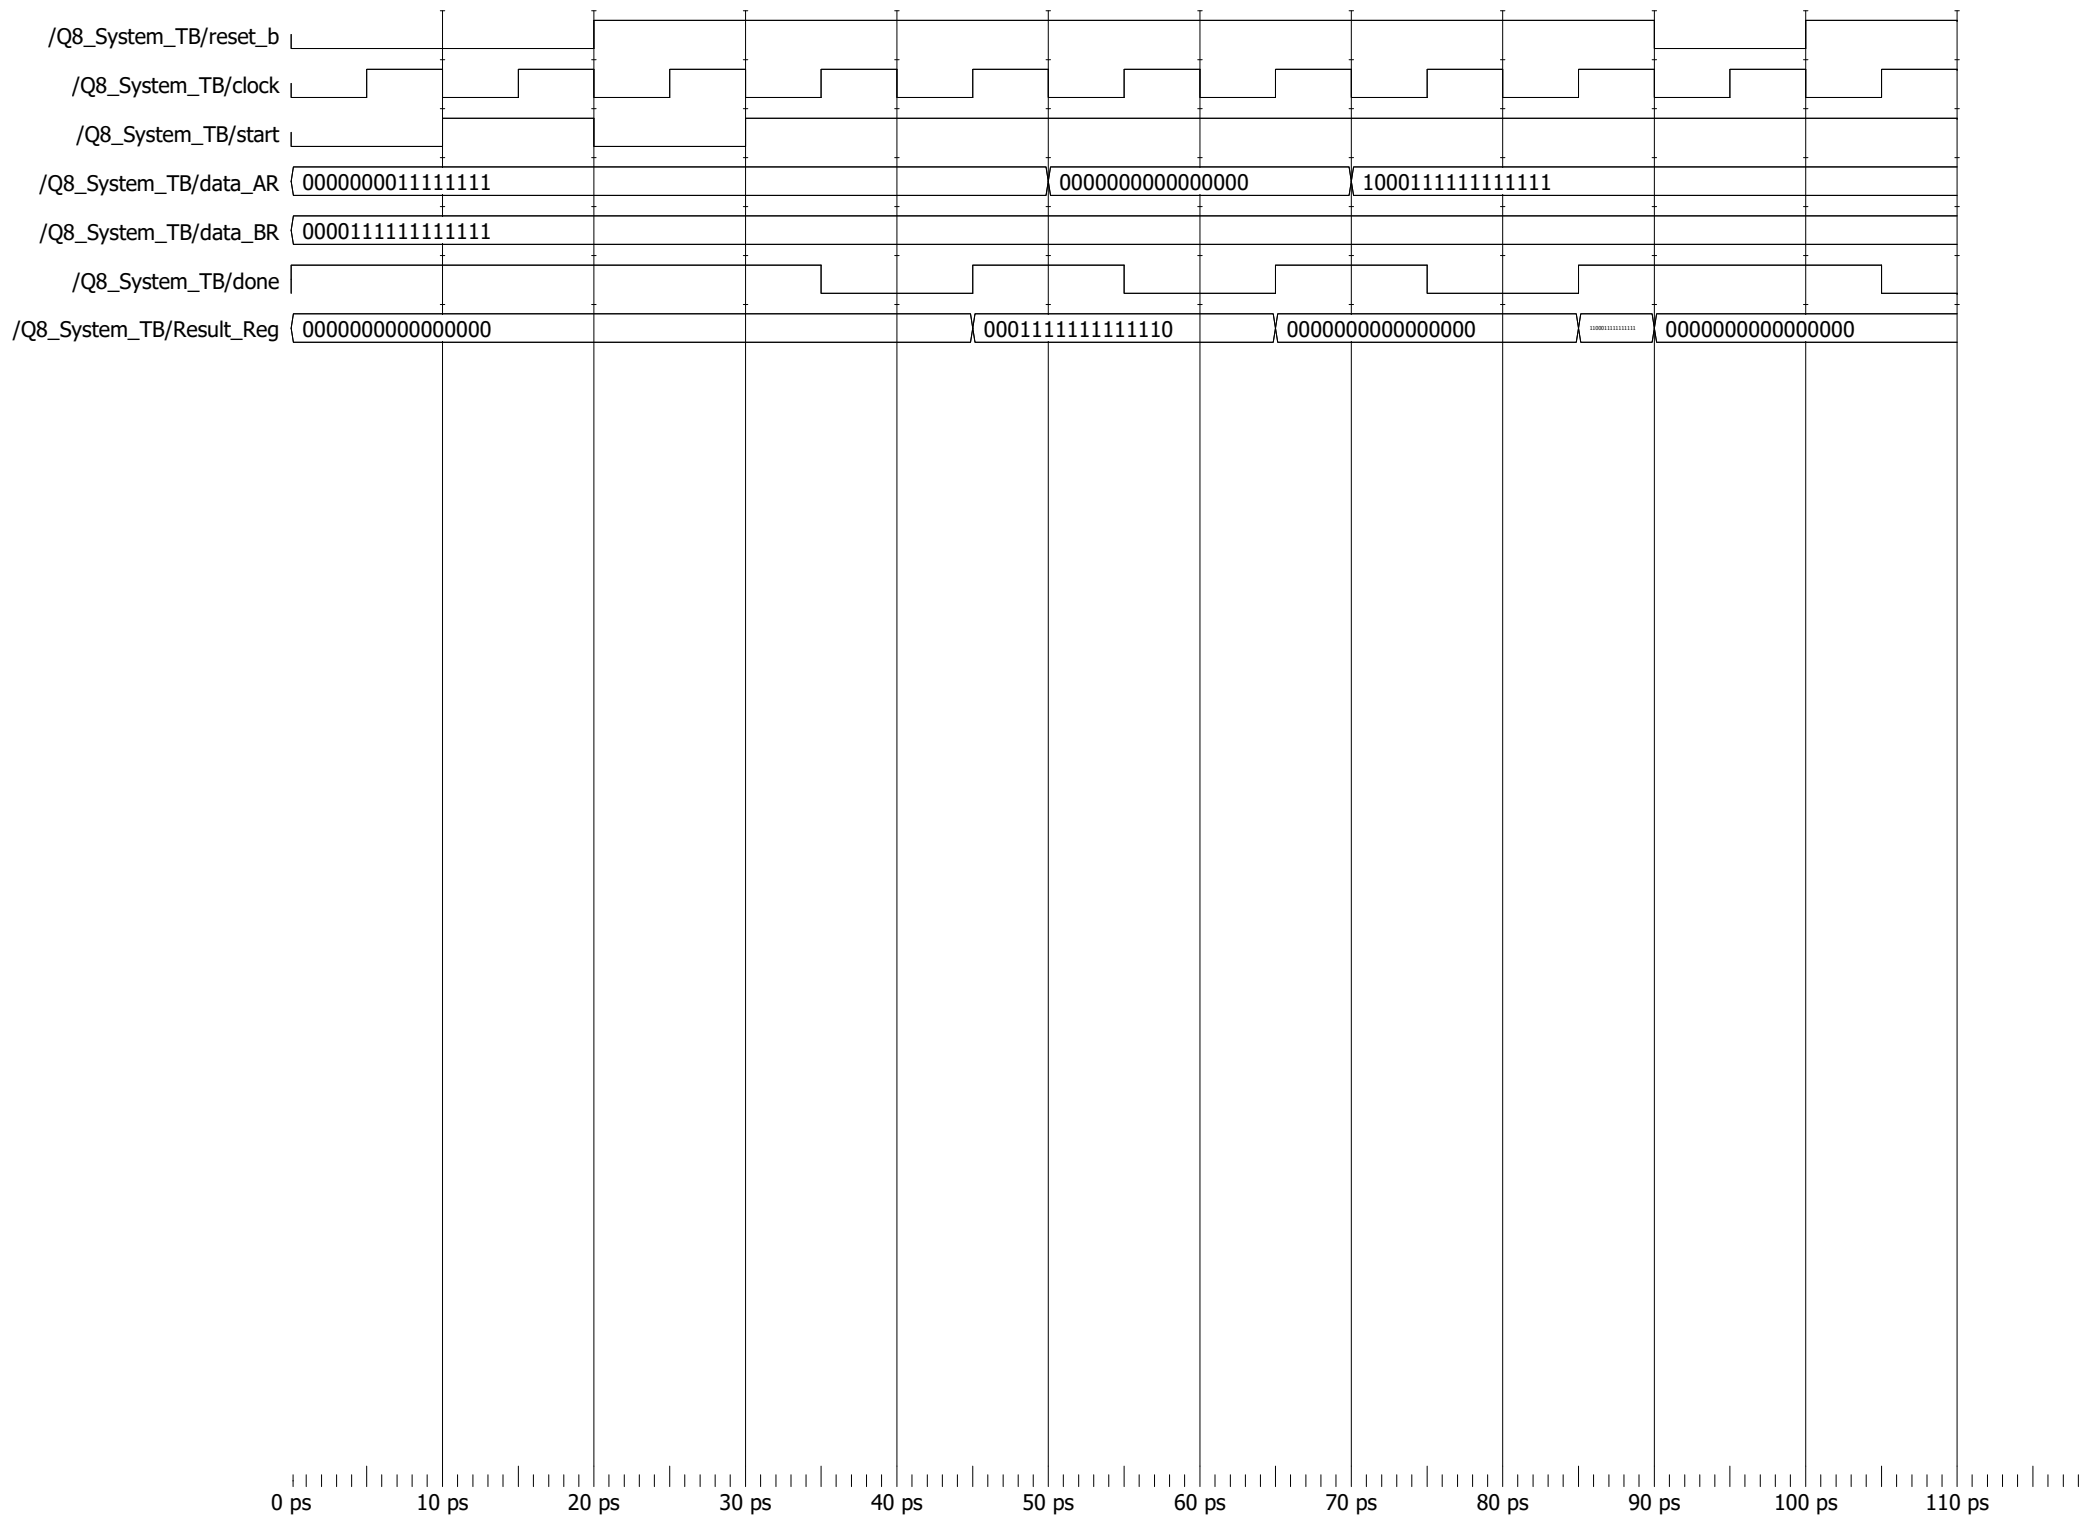 /Q8_System_TB/reset_b
/Q8_System_TB/clock
/Q8_System_TB/start
/Q8_System_TB/data_AR 0000000011111111 0000000000000000 1000111111111111
/Q8_System_TB/data_BR 0000111111111111
/Q8_System_TB/done
/Q8_System_TB/Result_Reg 0000000000000000 0001111111111110 0000000000000000 1100011111111111 0000000000000000
0 ps 10 ps 20 ps 30 ps 40 ps 50 ps 60 ps 70 ps 80 ps 90 ps 100 ps 110 ps